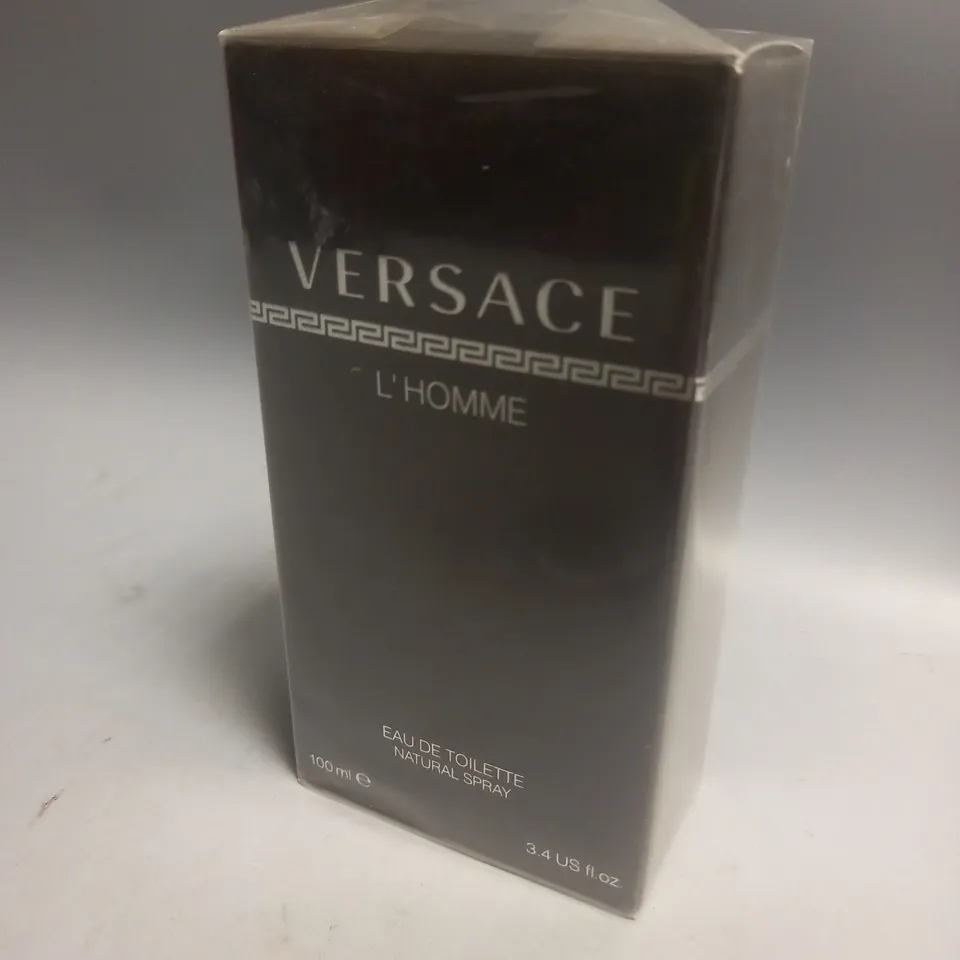 VERSACE
L'HOMME
EAU DE TOILETTE
NATURAL SPRAY
100 ml ℮
3.4 US fl.oz.